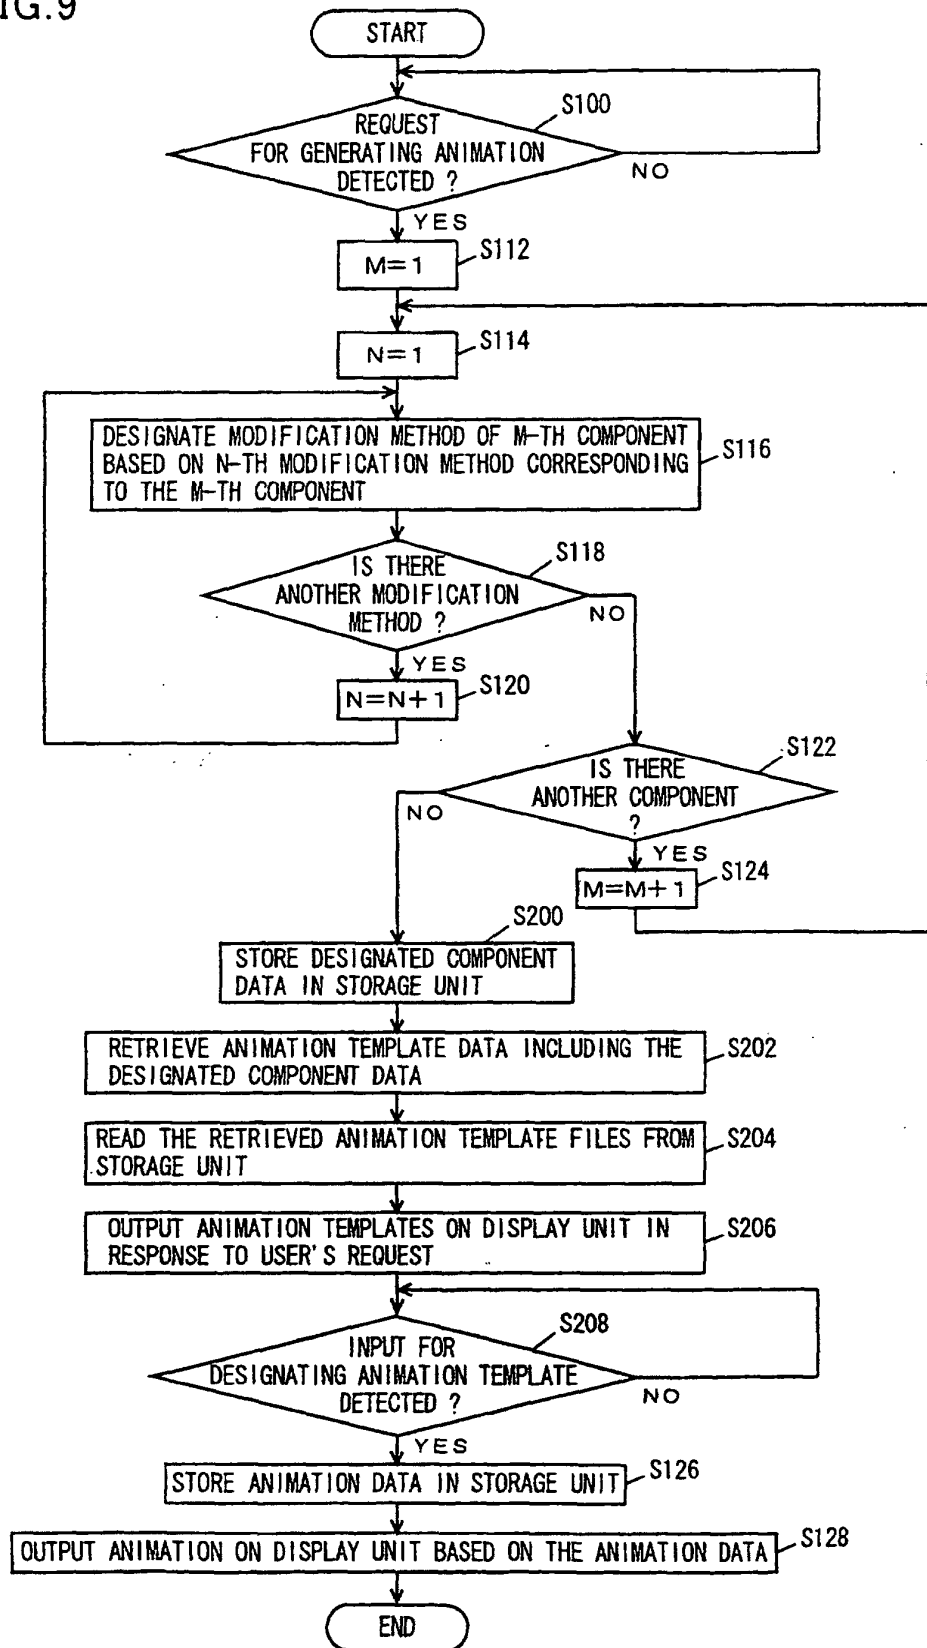 IG.9
START
S100
REQUEST
FOR GENERATING ANIMATION
DETECTED ?
NO
YES
S112
M=1
S114
N=1
DESIGNATE MODIFICATION METHOD OF M-TH COMPONENT
BASED ON N-TH MODIFICATION METHOD CORRESPONDING
TO THE M-TH COMPONENT
S116
S118
IS THERE
ANOTHER MODIFICATION
METHOD ?
NO
YES
S120
N=N+1
S122
IS THERE
ANOTHER COMPONENT
?
NO
YES
S124
M=M+1
S200
STORE DESIGNATED COMPONENT
DATA IN STORAGE UNIT
RETRIEVE ANIMATION TEMPLATE DATA INCLUDING THE
DESIGNATED COMPONENT DATA
S202
READ THE RETRIEVED ANIMATION TEMPLATE FILES FROM
STORAGE UNIT
S204
OUTPUT ANIMATION TEMPLATES ON DISPLAY UNIT IN
RESPONSE TO USER'S REQUEST
S206
S208
INPUT FOR
DESIGNATING ANIMATION TEMPLATE
DETECTED ?
NO
YES
STORE ANIMATION DATA IN STORAGE UNIT
S126
OUTPUT ANIMATION ON DISPLAY UNIT BASED ON THE ANIMATION DATA
S128
END